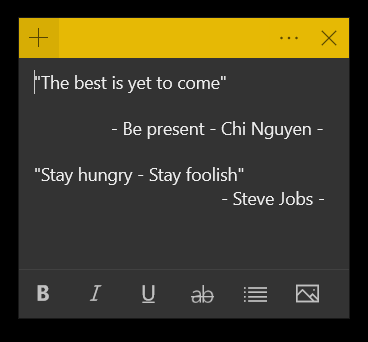 "The best is yet to come"
- Be present - Chi Nguyen -
"Stay hungry - Stay foolish"
- Steve Jobs -
B I U ab